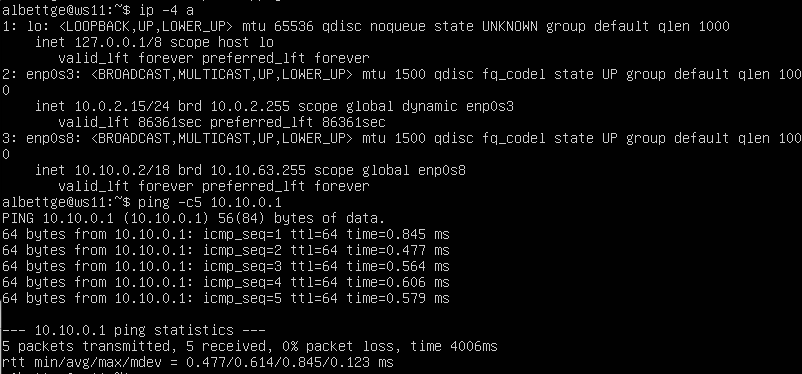 albettge@ws11:~$ ip -4 a
1: lo: <LOOPBACK,UP,LOWER_UP> mtu 65536 qdisc noqueue state UNKNOWN group default qlen 1000
    inet 127.0.0.1/8 scope host lo
       valid_lft forever preferred_lft forever
2: enp0s3: <BROADCAST,MULTICAST,UP,LOWER_UP> mtu 1500 qdisc fq_codel state UP group default qlen 100
0
    inet 10.0.2.15/24 brd 10.0.2.255 scope global dynamic enp0s3
       valid_lft 86361sec preferred_lft 86361sec
3: enp0s8: <BROADCAST,MULTICAST,UP,LOWER_UP> mtu 1500 qdisc fq_codel state UP group default qlen 100
0
    inet 10.10.0.2/18 brd 10.10.63.255 scope global enp0s8
       valid_lft forever preferred_lft forever
albettge@ws11:~$ ping -c5 10.10.0.1
PING 10.10.0.1 (10.10.0.1) 56(84) bytes of data.
64 bytes from 10.10.0.1: icmp_seq=1 ttl=64 time=0.845 ms
64 bytes from 10.10.0.1: icmp_seq=2 ttl=64 time=0.477 ms
64 bytes from 10.10.0.1: icmp_seq=3 ttl=64 time=0.564 ms
64 bytes from 10.10.0.1: icmp_seq=4 ttl=64 time=0.606 ms
64 bytes from 10.10.0.1: icmp_seq=5 ttl=64 time=0.579 ms

--- 10.10.0.1 ping statistics ---
5 packets transmitted, 5 received, 0% packet loss, time 4006ms
rtt min/avg/max/mdev = 0.477/0.614/0.845/0.123 ms